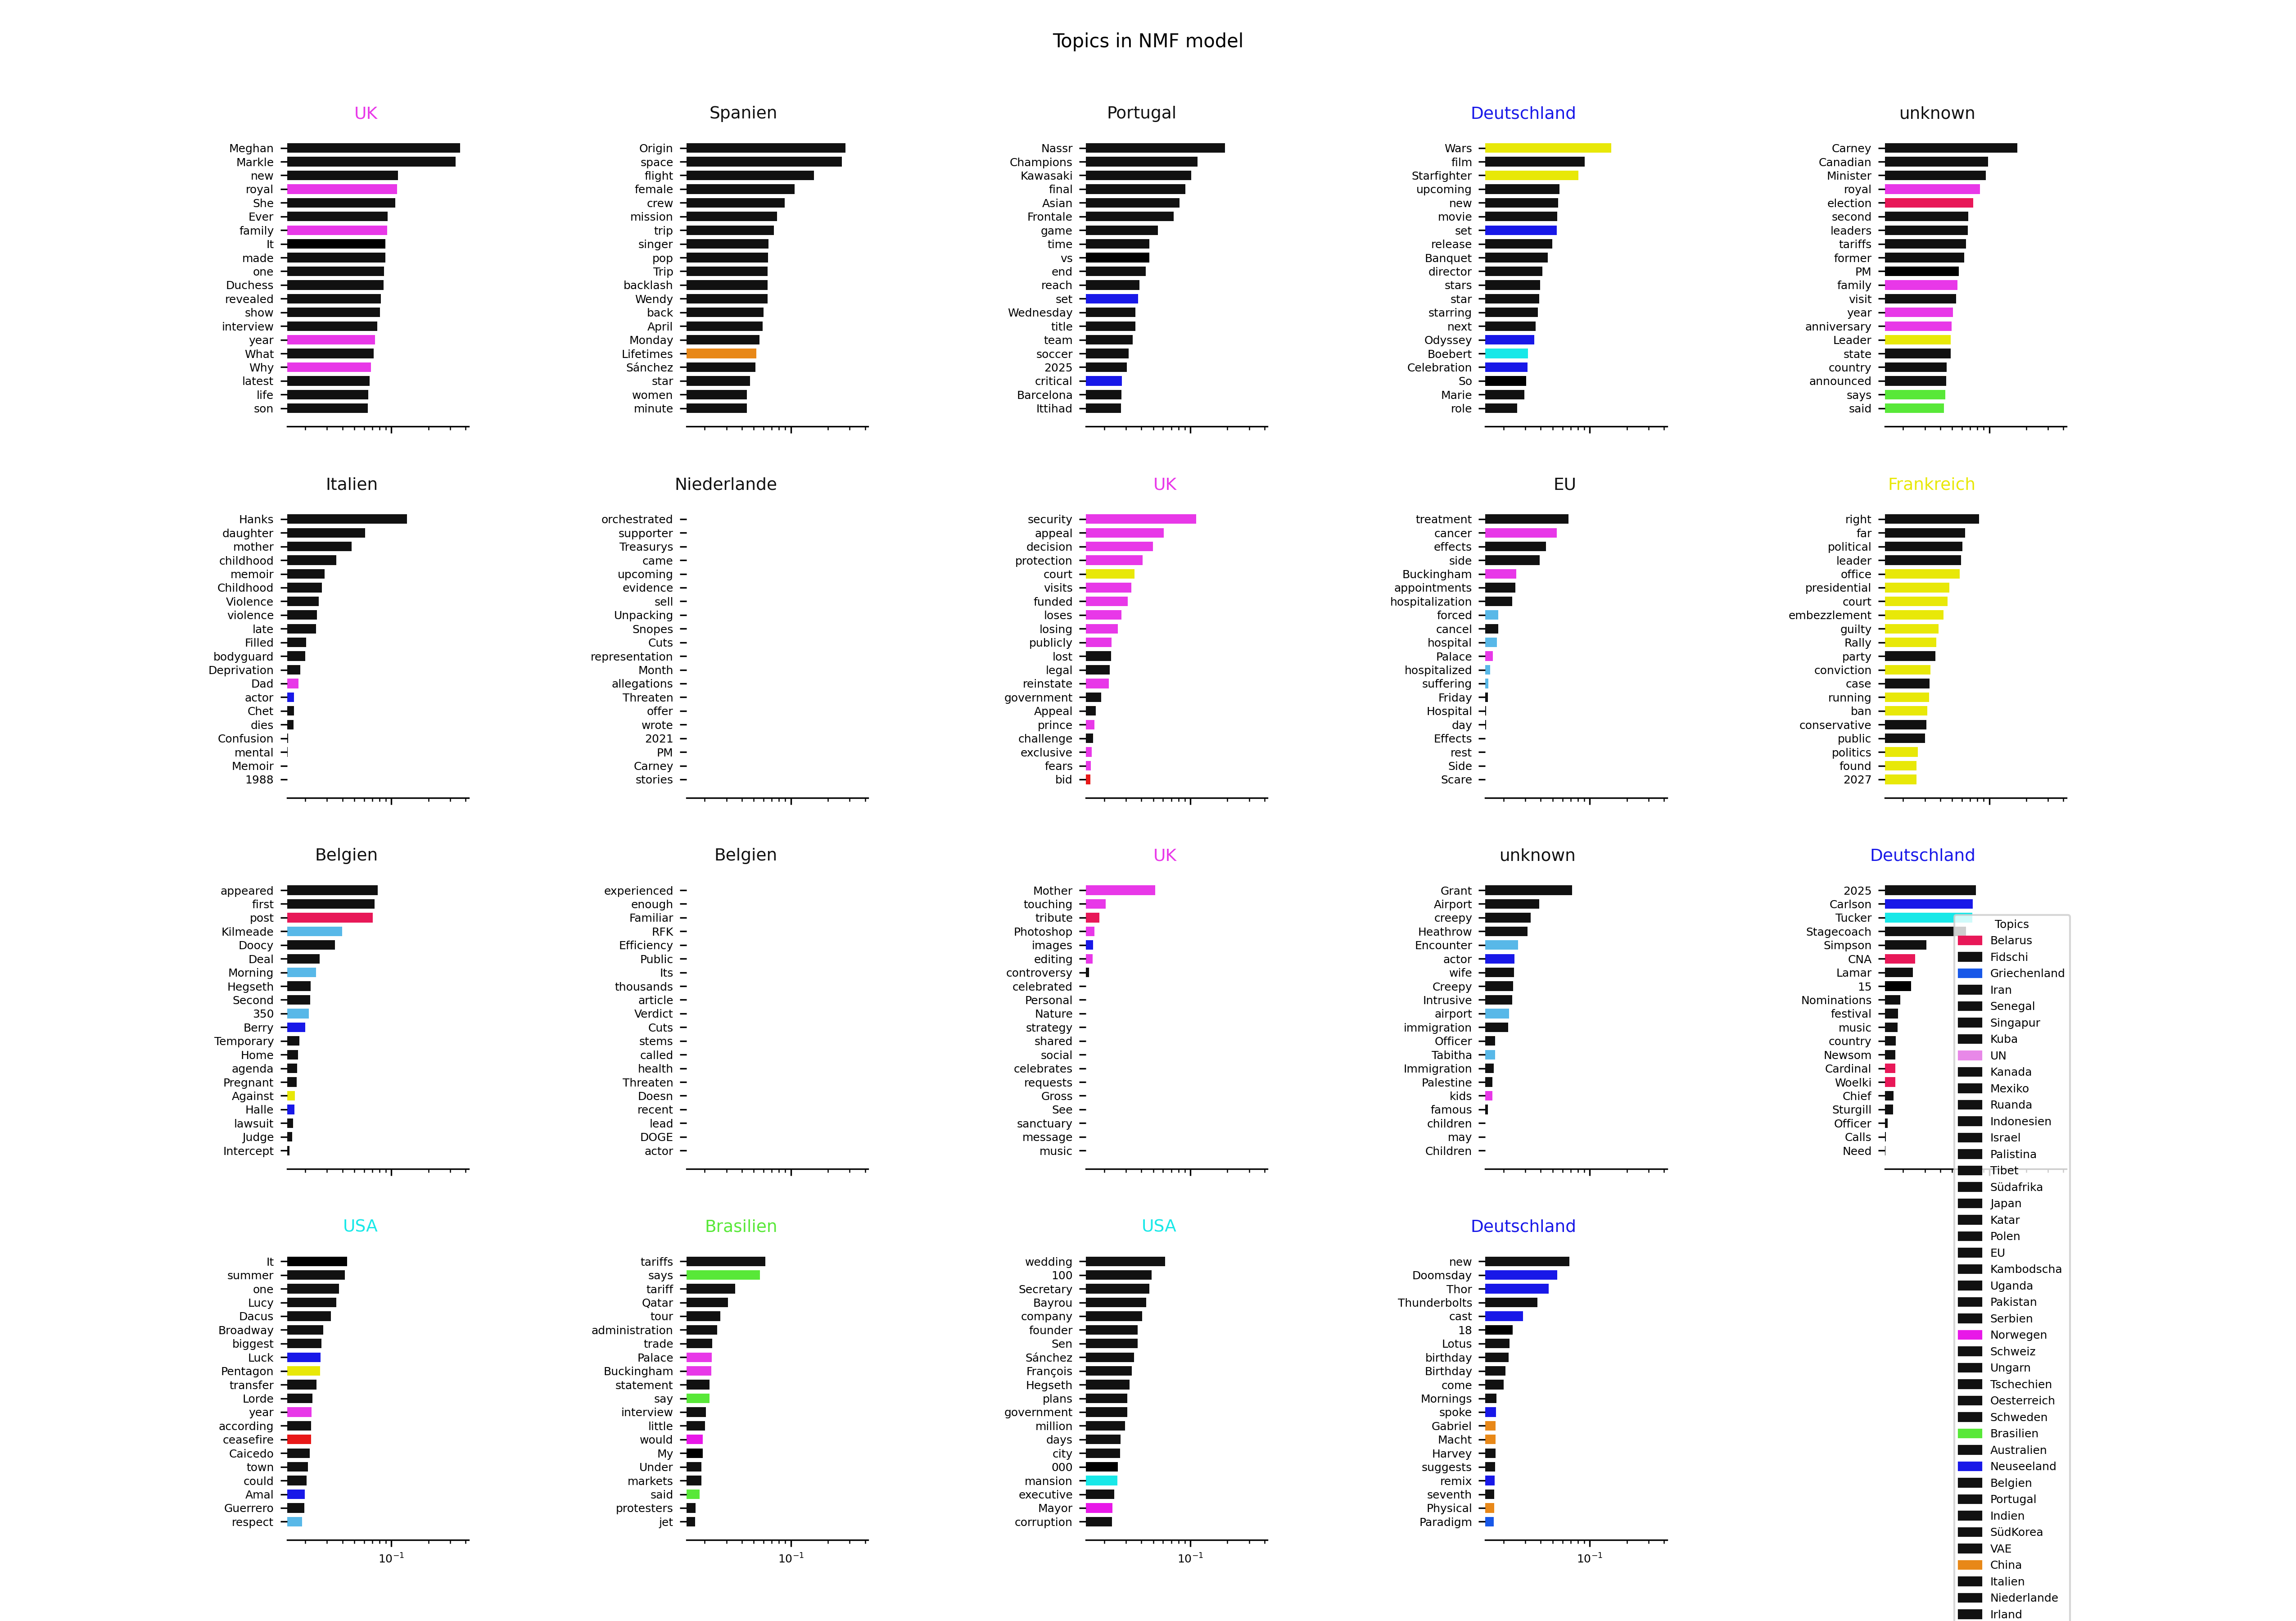 Topics in NMF model
UK
Meghan
Markle
new
royal
She
Ever
family
It
made
one
Duchess
revealed
show
interview
year
What
Why
latest
life
son
Spanien
Origin
space
flight
female
crew
mission
trip
singer
pop
Trip
backlash
Wendy
back
April
Monday
Lifetimes
Sánchez
star
women
minute
Portugal
Nassr
Champions
Kawasaki
final
Asian
Frontale
game
time
vs
end
reach
set
Wednesday
title
team
soccer
2025
critical
Barcelona
Ittihad
Deutschland
Wars
film
Starfighter
upcoming
new
movie
set
release
Banquet
director
stars
star
starring
next
Odyssey
Boebert
Celebration
So
Marie
role
unknown
Carney
Canadian
Minister
royal
election
second
leaders
tariffs
former
PM
family
visit
year
anniversary
Leader
state
country
announced
says
said
Italien
Hanks
daughter
mother
childhood
memoir
Childhood
Violence
violence
late
Filled
bodyguard
Deprivation
Dad
actor
Chet
dies
Confusion
mental
Memoir
1988
Niederlande
orchestrated
supporter
Treasurys
came
upcoming
evidence
sell
Unpacking
Snopes
Cuts
representation
Month
allegations
Threaten
offer
wrote
2021
PM
Carney
stories
UK
security
appeal
decision
protection
court
visits
funded
loses
losing
publicly
lost
legal
reinstate
government
Appeal
prince
challenge
exclusive
fears
bid
EU
treatment
cancer
effects
side
Buckingham
appointments
hospitalization
forced
cancel
hospital
Palace
hospitalized
suffering
Friday
Hospital
day
Effects
rest
Side
Scare
Frankreich
right
far
political
leader
office
presidential
court
embezzlement
guilty
Rally
party
conviction
case
running
ban
conservative
public
politics
found
2027
Belgien
appeared
first
post
Kilmeade
Doocy
Deal
Morning
Hegseth
Second
350
Berry
Temporary
Home
agenda
Pregnant
Against
Halle
lawsuit
Judge
Intercept
Belgien
experienced
enough
Familiar
RFK
Efficiency
Public
Its
thousands
article
Verdict
Cuts
stems
called
health
Threaten
Doesn
recent
lead
DOGE
actor
UK
Mother
touching
tribute
Photoshop
images
editing
controversy
celebrated
Personal
Nature
strategy
shared
social
celebrates
requests
Gross
See
sanctuary
message
music
unknown
Grant
Airport
creepy
Heathrow
Encounter
actor
wife
Creepy
Intrusive
airport
immigration
Officer
Tabitha
Immigration
Palestine
kids
famous
children
may
Children
Deutschland
2025
Carlson
Tucker
Stagecoach
Simpson
CNA
Lamar
15
Nominations
festival
music
country
Newsom
Cardinal
Woelki
Chief
Sturgill
Officer
Calls
Need
USA
It
summer
one
Lucy
Dacus
Broadway
biggest
Luck
Pentagon
transfer
Lorde
year
according
ceasefire
Caicedo
town
could
Amal
Guerrero
respect
10⁻¹
Brasilien
tariffs
says
tariff
Qatar
tour
administration
trade
Palace
Buckingham
statement
say
interview
little
would
My
Under
markets
said
protesters
jet
10⁻¹
USA
wedding
100
Secretary
Bayrou
company
founder
Sen
Sánchez
François
Hegseth
plans
government
million
days
city
000
mansion
executive
Mayor
corruption
10⁻¹
Deutschland
new
Doomsday
Thor
Thunderbolts
cast
18
Lotus
birthday
Birthday
come
Mornings
spoke
Gabriel
Macht
Harvey
suggests
remix
seventh
Physical
Paradigm
10⁻¹
Topics
Belarus
Fidschi
Griechenland
Iran
Senegal
Singapur
Kuba
UN
Kanada
Mexiko
Ruanda
Indonesien
Israel
Palistina
Tibet
Südafrika
Japan
Katar
Polen
EU
Kambodscha
Uganda
Pakistan
Serbien
Norwegen
Schweiz
Ungarn
Tschechien
Oesterreich
Schweden
Brasilien
Australien
Neuseeland
Belgien
Portugal
Indien
SüdKorea
VAE
China
Italien
Niederlande
Irland